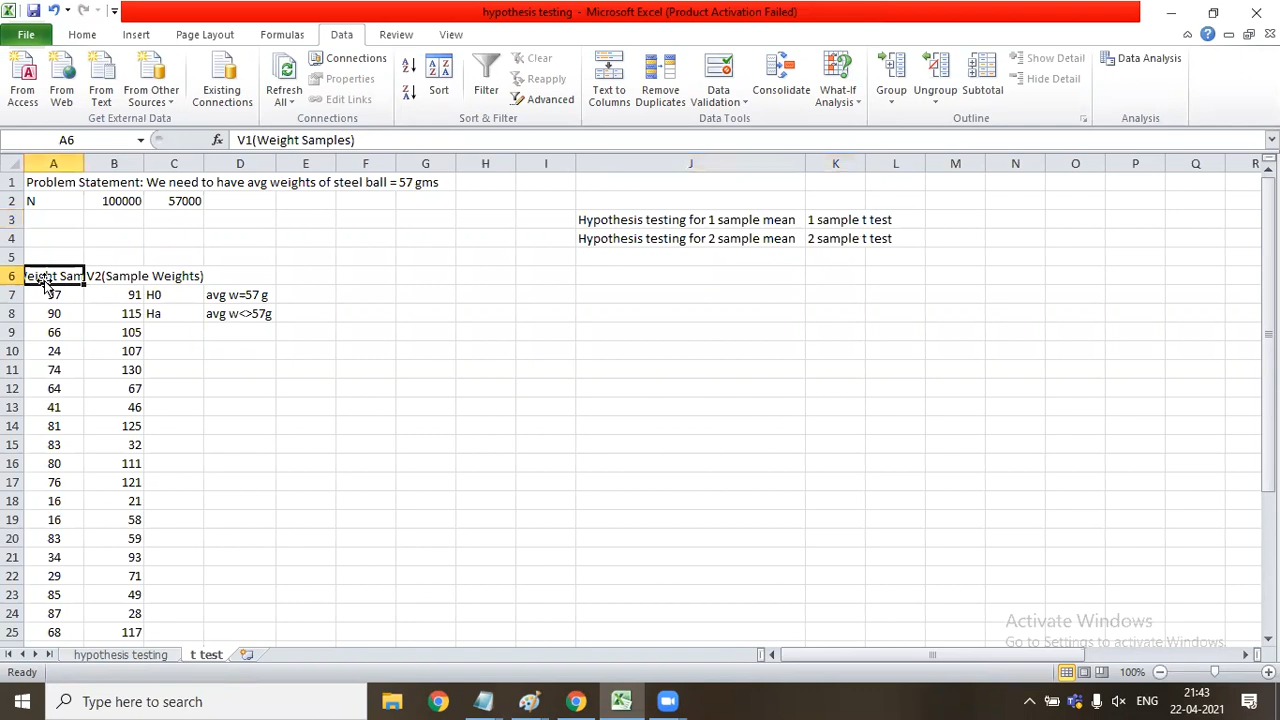 hypothesis testing - Microsoft Excel (Product Activation Failed)
File Home Insert Page Layout Formulas Data Review View
From Access
From Web
From Text
From Other Sources
Existing Connections
Get External Data
Refresh All
Connections
Properties
Edit Links
Connections
Sort
Filter
Clear
Reapply
Advanced
Sort & Filter
Text to Columns
Remove Duplicates
Data Validation
Consolidate
What-If Analysis
Data Tools
Group
Ungroup
Subtotal
Show Detail
Hide Detail
Outline
Data Analysis
Analysis
A6 fx V1(Weight Samples)
A B C D E F G H I J K L M N O P Q R
1 Problem Statement: We need to have avg weights of steel ball = 57 gms
2 N 100000 57000
3 Hypothesis testing for 1 sample mean 1 sample t test
4 Hypothesis testing for 2 sample mean 2 sample t test
5
6 eight Sam V2(Sample Weights)
7 91 H0 avg w=57 g
8 90 115 Ha avg w<>57g
9 66 105
10 24 107
11 74 130
12 64 67
13 41 46
14 81 125
15 83 32
16 80 111
17 76 121
18 16 21
19 16 58
20 83 59
21 34 93
22 29 71
23 85 49
24 87 28
25 68 117
Activate Windows
Go to Settings to activate Windows.
hypothesis testing t test
Ready 100%
Type here to search
ENG
21:43
22-04-2021